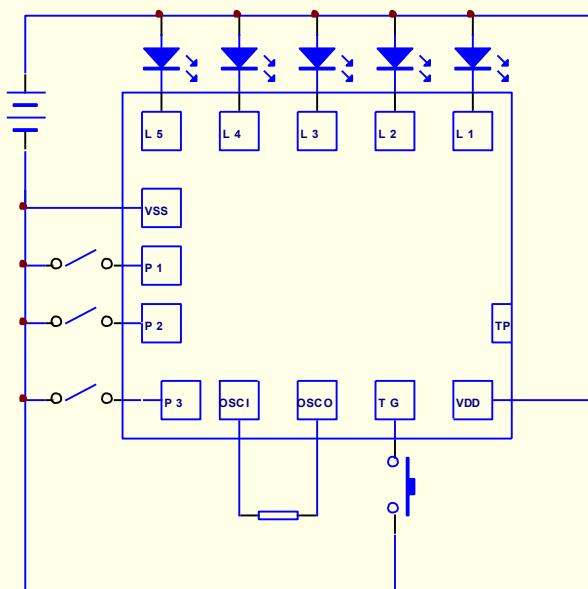 L 5 L 4 L 3 L 2 L 1
VSS
P 1
P 2
TP
P 3 OSCI OSCO T G VDD